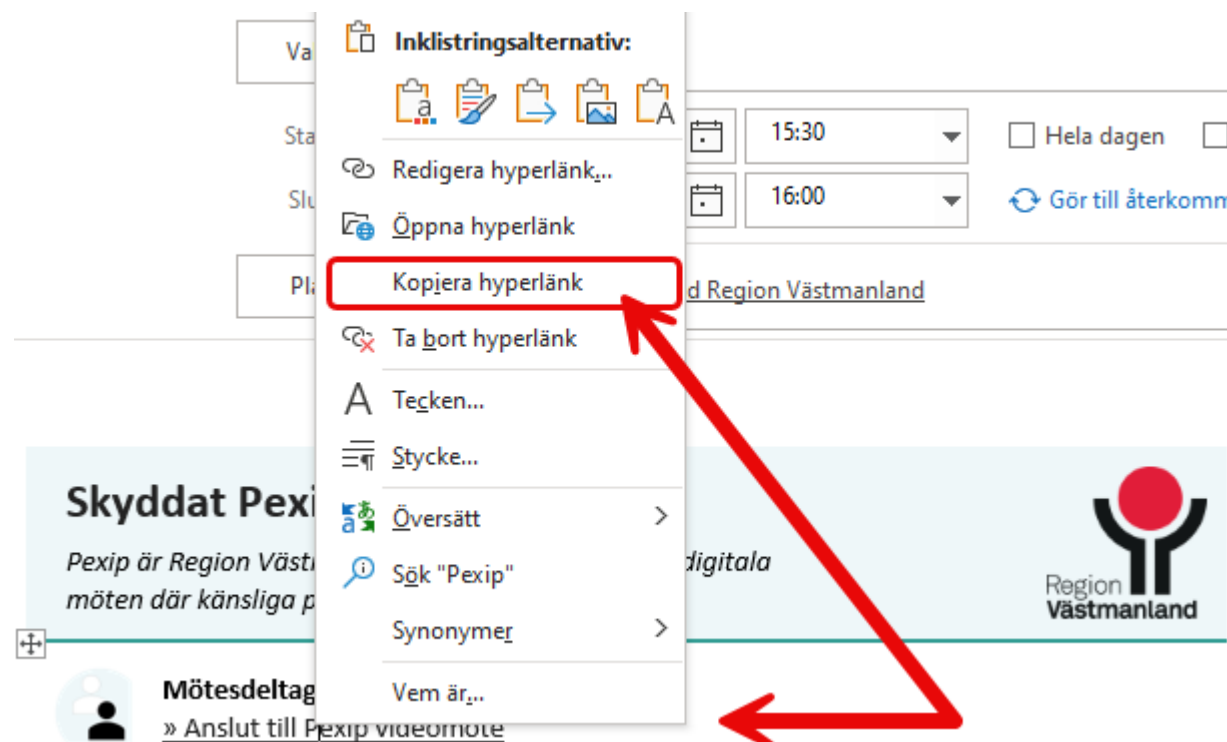 Va
Inklistringsalternativ:
Sta
15:30
Hela dagen
Redigera hyperlänk...
Slu
16:00
Gör till återkomm
Öppna hyperlänk
Kopiera hyperlänk
Pla
d Region Västmanland
Ta bort hyperlänk
Tecken...
Stycke...
Skyddat Pexi
Översätt
Pexip är Region Västr
digitala
Sök "Pexip"
möten där känsliga p
Region
Västmanland
Synonymer
Mötesdeltag
Vem är...
» Anslut till Pexip videomöte